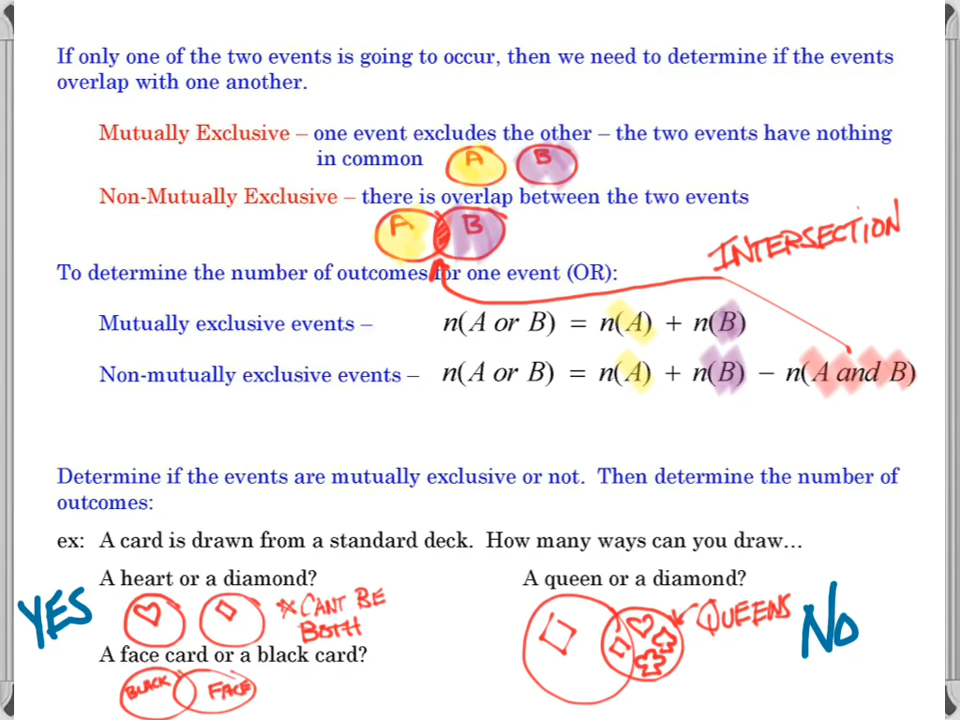 If only one of the two events is going to occur, then we need to determine if the events
overlap with one another.
Mutually Exclusive – one event excludes the other – the two events have nothing
in common
A B
Non-Mutually Exclusive – there is overlap between the two events
A B
INTERSECTION
To determine the number of outcomes for one event (OR):
Mutually exclusive events – n(A or B) = n(A) + n(B)
Non-mutually exclusive events – n(A or B) = n(A) + n(B) − n(A and B)
Determine if the events are mutually exclusive or not. Then determine the number of
outcomes:
ex: A card is drawn from a standard deck. How many ways can you draw…
A heart or a diamond? A queen or a diamond?
YES
CANT BE
BOTH
QUEENS
NO
A face card or a black card?
BLACK FACE